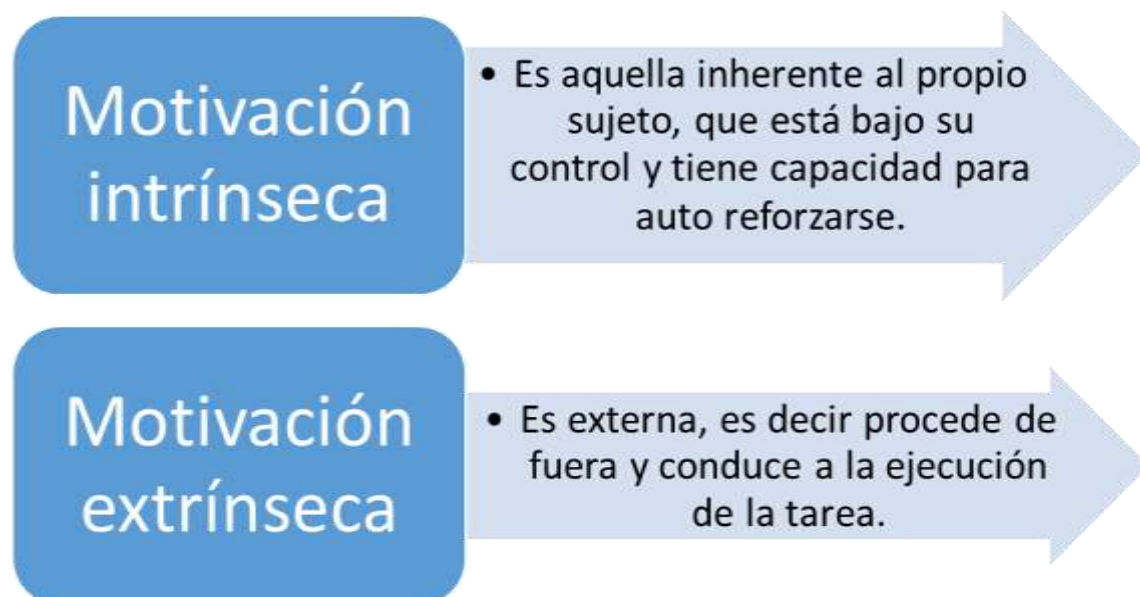 Motivación
intrínseca
• Es aquella inherente al propio
sujeto, que está bajo su
control y tiene capacidad para
auto reforzarse.
Motivación
extrínseca
• Es externa, es decir procede de
fuera y conduce a la ejecución
de la tarea.